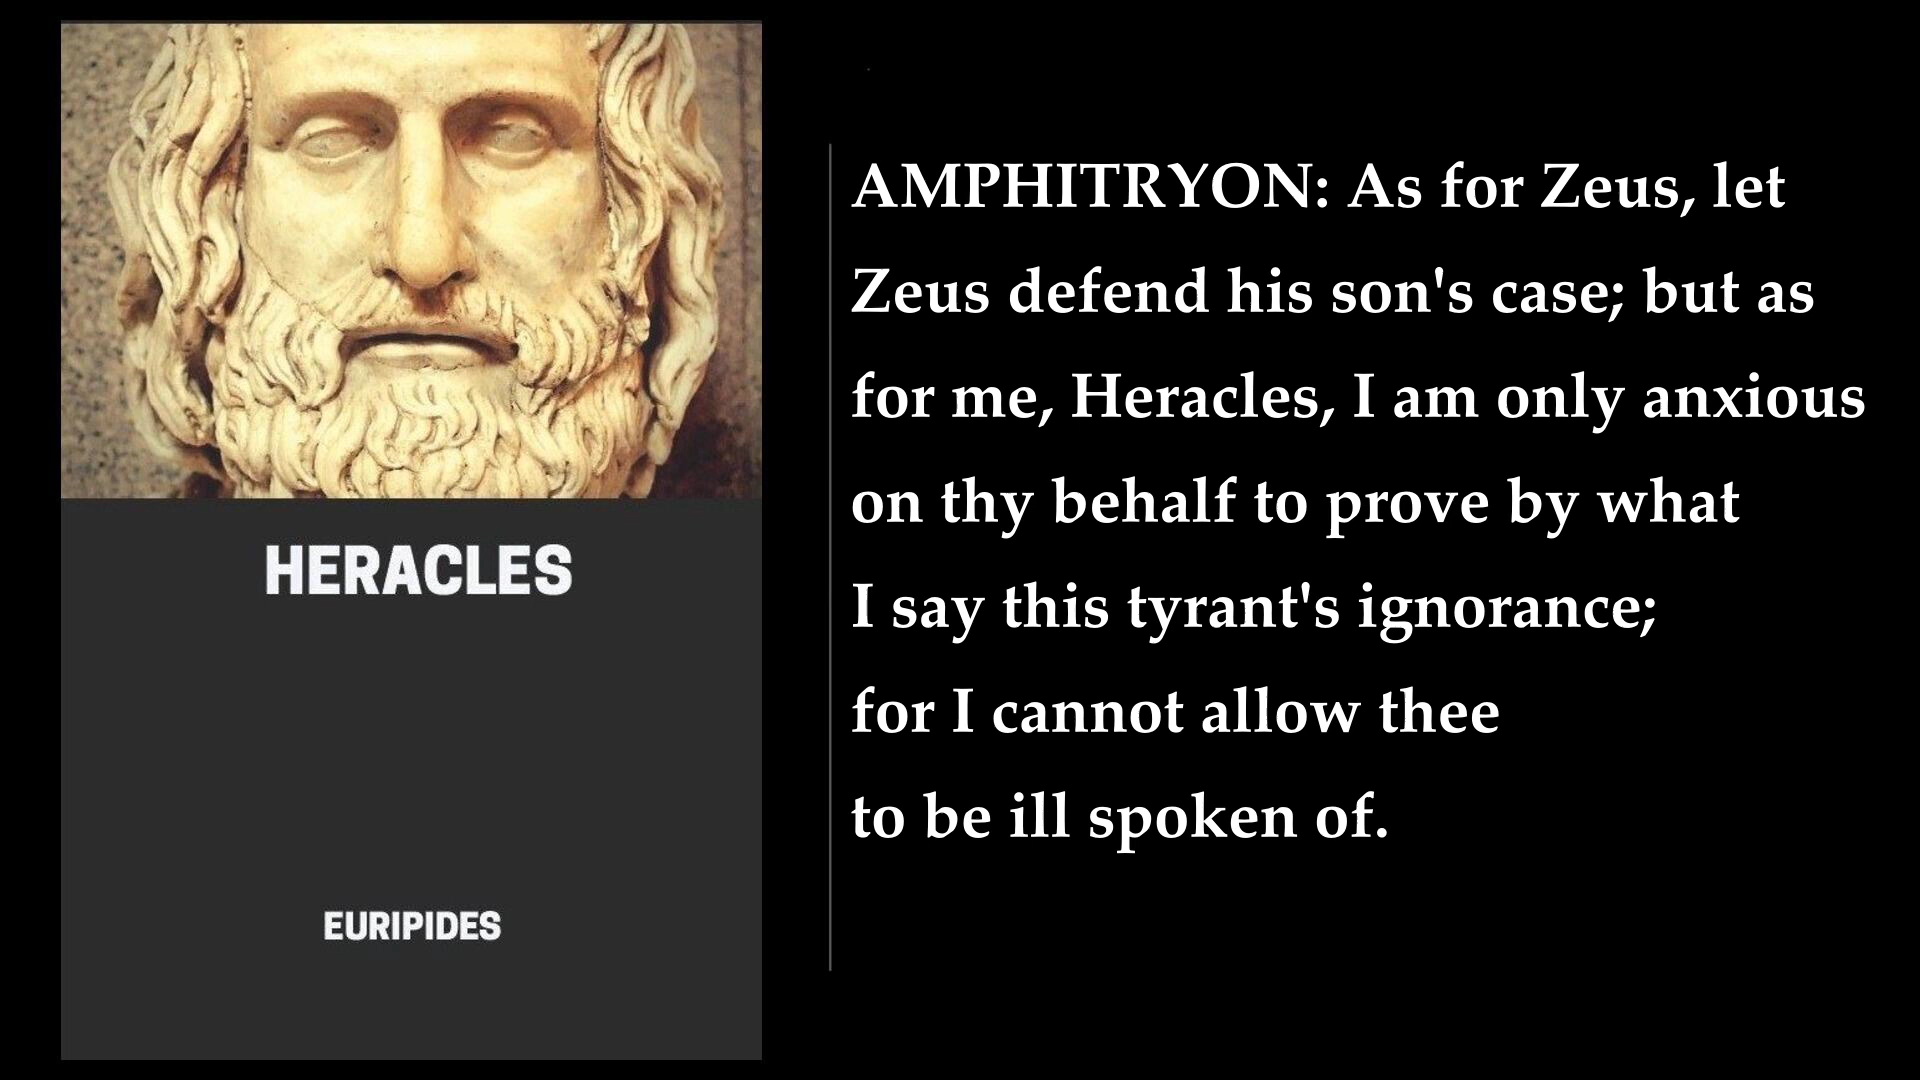 HERACLES
EURIPIDES
AMPHITRYON: As for Zeus, let
Zeus defend his son's case; but as
for me, Heracles, I am only anxious
on thy behalf to prove by what
I say this tyrant's ignorance;
for I cannot allow thee
to be ill spoken of.